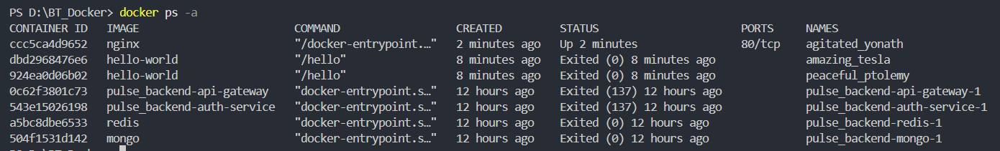 PS D:\BT_Docker> docker ps -a
CONTAINER ID   IMAGE                        COMMAND                  CREATED          STATUS                       PORTS     NAMES
ccc5ca4d9652   nginx                        "/docker-entrypoint.…"   2 minutes ago    Up 2 minutes                 80/tcp    agitated_yonath
dbd2968476e6   hello-world                  "/hello"                 8 minutes ago    Exited (0) 8 minutes ago               amazing_tesla
924ea0d06b02   hello-world                  "/hello"                 8 minutes ago    Exited (0) 8 minutes ago               peaceful_ptolemy
0c62f3801c73   pulse_backend-api-gateway    "docker-entrypoint.s…"   12 hours ago     Exited (137) 12 hours ago              pulse_backend-api-gateway-1
543e15026198   pulse_backend-auth-service   "docker-entrypoint.s…"   12 hours ago     Exited (137) 12 hours ago              pulse_backend-auth-service-1
a5bc8dbe6533   redis                        "docker-entrypoint.s…"   12 hours ago     Exited (0) 12 hours ago                pulse_backend-redis-1
504f1531d142   mongo                        "docker-entrypoint.s…"   12 hours ago     Exited (0) 12 hours ago                pulse_backend-mongo-1